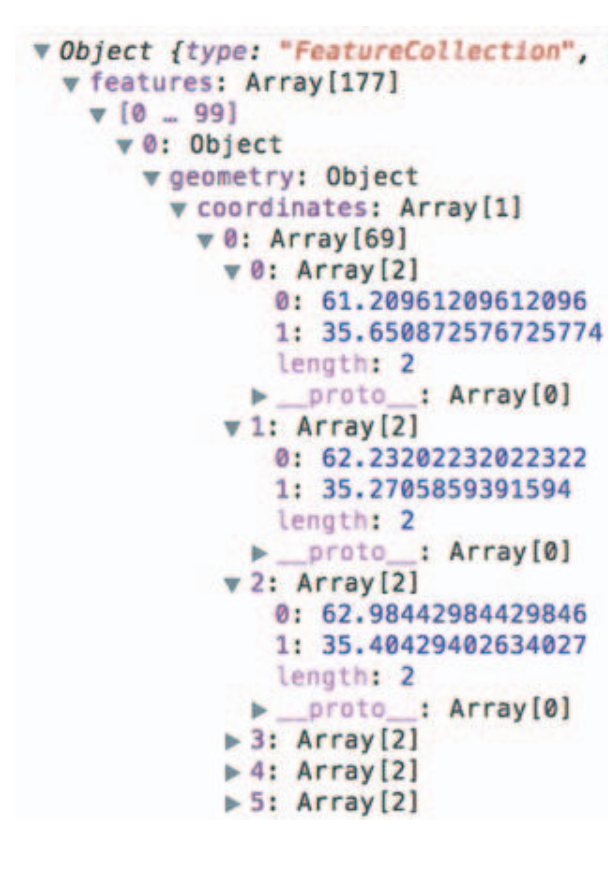 ▼ Object {type: "FeatureCollection",
▼ features: Array[177]
▼ [0 … 99]
▼ 0: Object
▼ geometry: Object
▼ coordinates: Array[1]
▼ 0: Array[69]
▼ 0: Array[2]
0: 61.20961209612096
1: 35.650872576725774
length: 2
▶ __proto__: Array[0]
▼ 1: Array[2]
0: 62.23202232022322
1: 35.2705859391594
length: 2
▶ __proto__: Array[0]
▼ 2: Array[2]
0: 62.98442984429846
1: 35.40429402634027
length: 2
▶ __proto__: Array[0]
▶ 3: Array[2]
▶ 4: Array[2]
▶ 5: Array[2]